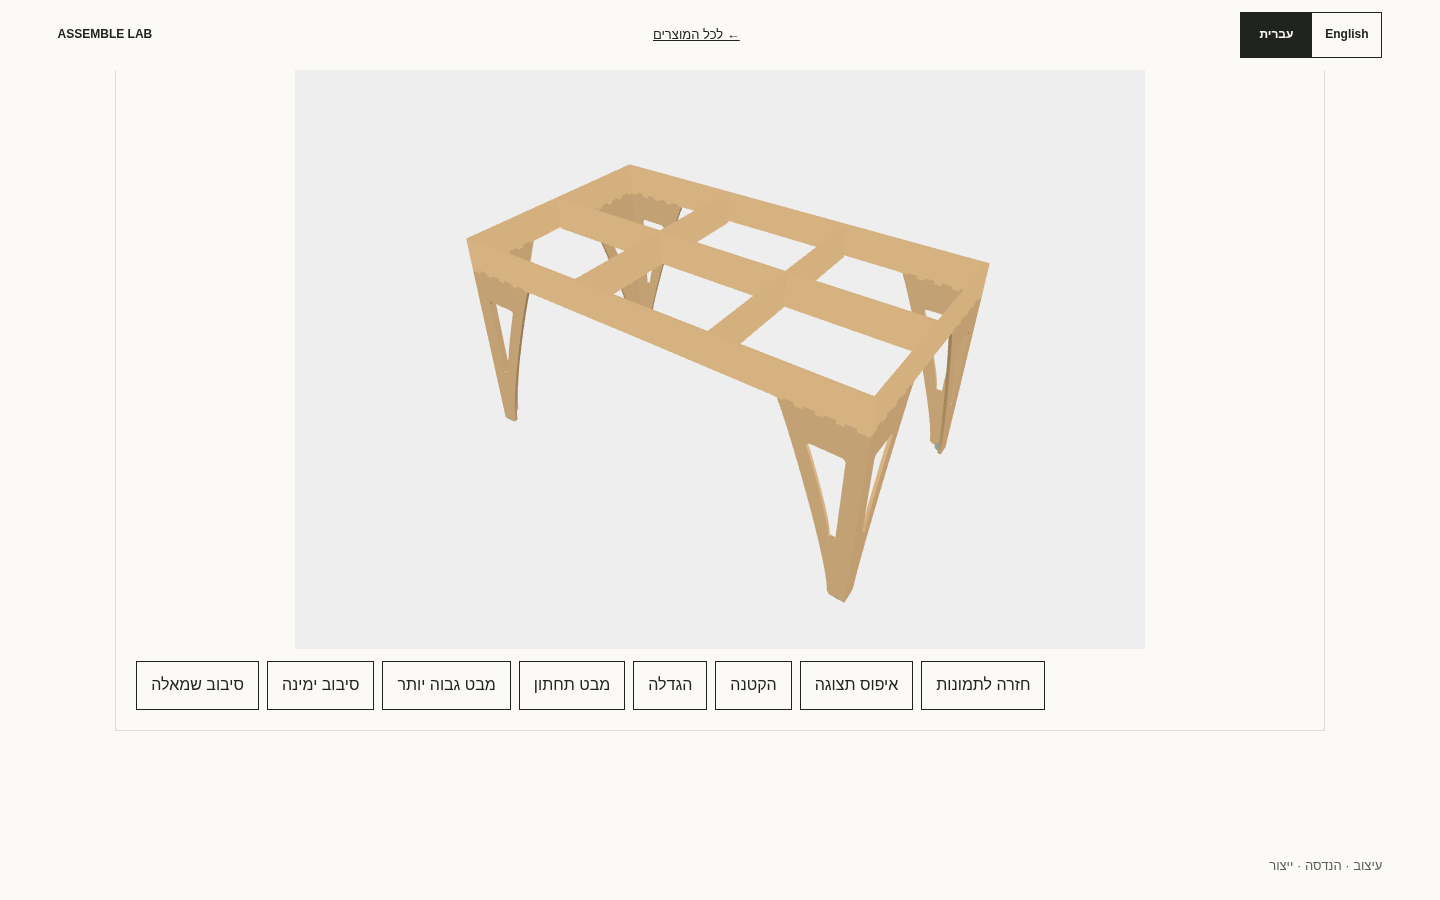 ASSEMBLE LAB
← לכל המוצרים
עברית
English
סיבוב שמאלה
סיבוב ימינה
מבט גבוה יותר
מבט תחתון
הגדלה
הקטנה
איפוס תצוגה
חזרה לתמונות
עיצוב · הנדסה · ייצור